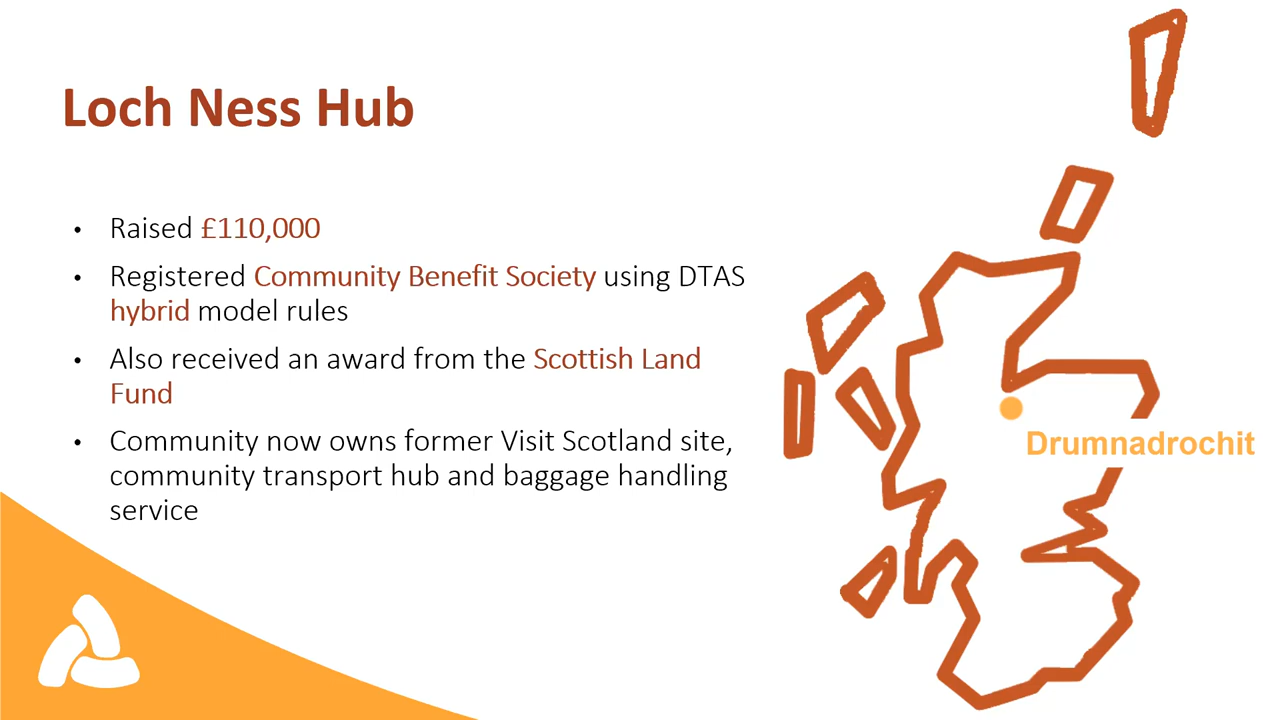 Loch Ness Hub
• Raised £110,000
• Registered Community Benefit Society using DTAS
hybrid model rules
• Also received an award from the Scottish Land
Fund
• Community now owns former Visit Scotland site,
community transport hub and baggage handling
service
Drumnadrochit